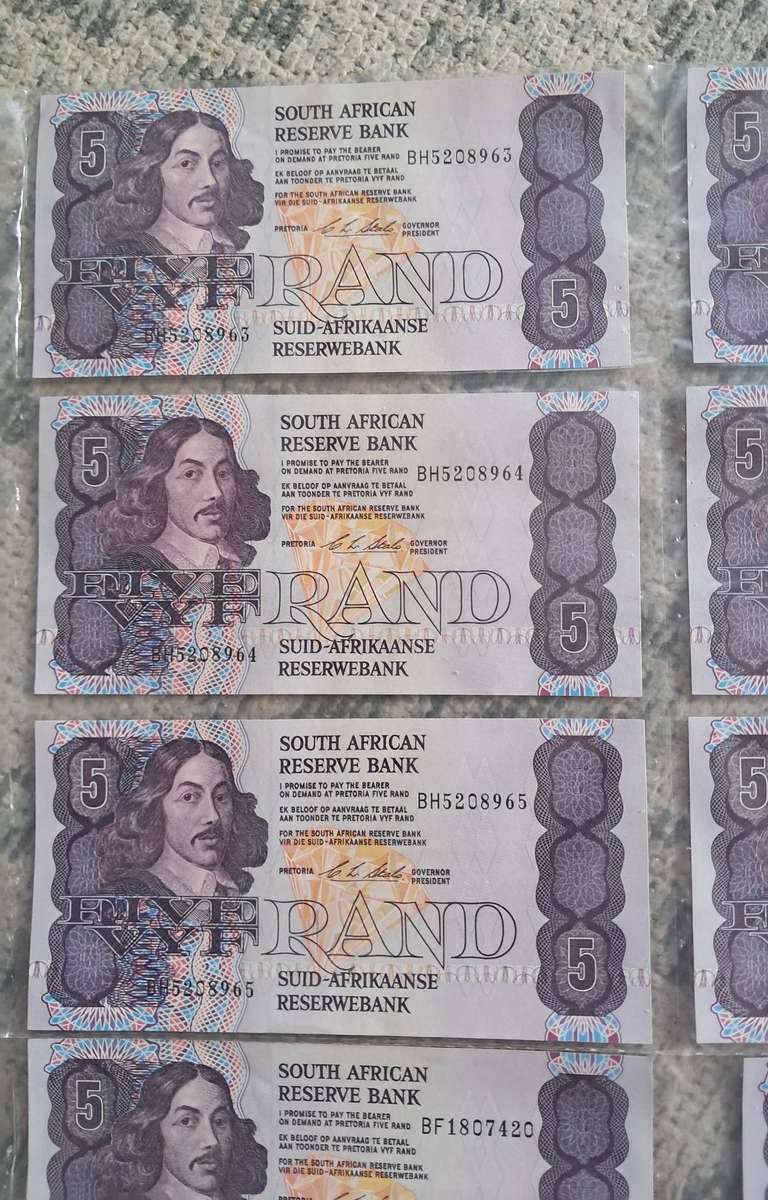 5
SOUTH AFRICAN
RESERVE BANK
I PROMISE TO PAY THE BEARER
ON DEMAND AT PRETORIA FIVE RAND BH5208963
EK BELOOF OP AANVRAAG TE BETAAL
AAN TOONDER TE PRETORIA VYF RAND
FOR THE SOUTH AFRICAN RESERVE BANK
VIR DIE SUID-AFRIKAANSE RESERWEBANK
PRETORIA GOVERNOR
PRESIDENT
FIVE
VYF RAND
5
BH5208963
SUID-AFRIKAANSE
RESERWEBANK
5
5
SOUTH AFRICAN
RESERVE BANK
I PROMISE TO PAY THE BEARER
ON DEMAND AT PRETORIA FIVE RAND BH5208964
EK BELOOF OP AANVRAAG TE BETAAL
AAN TOONDER TE PRETORIA VYF RAND
FOR THE SOUTH AFRICAN RESERVE BANK
VIR DIE SUID-AFRIKAANSE RESERWEBANK
PRETORIA GOVERNOR
PRESIDENT
FIVE
VYF RAND
5
BH5208964
SUID-AFRIKAANSE
RESERWEBANK
5
5
SOUTH AFRICAN
RESERVE BANK
I PROMISE TO PAY THE BEARER
ON DEMAND AT PRETORIA FIVE RAND BH5208965
EK BELOOF OP AANVRAAG TE BETAAL
AAN TOONDER TE PRETORIA VYF RAND
FOR THE SOUTH AFRICAN RESERVE BANK
VIR DIE SUID-AFRIKAANSE RESERWEBANK
PRETORIA GOVERNOR
PRESIDENT
FIVE
VYF RAND
5
BH5208965
SUID-AFRIKAANSE
RESERWEBANK
5
5
SOUTH AFRICAN
RESERVE BANK
I PROMISE TO PAY THE BEARER
ON DEMAND AT PRETORIA FIVE RAND BF1807420
EK BELOOF OP AANVRAAG TE BETAAL
AAN TOONDER TE PRETORIA VYF RAND
FOR THE SOUTH AFRICAN RESERVE BANK
VIR DIE SUID-AFRIKAANSE RESERWEBANK